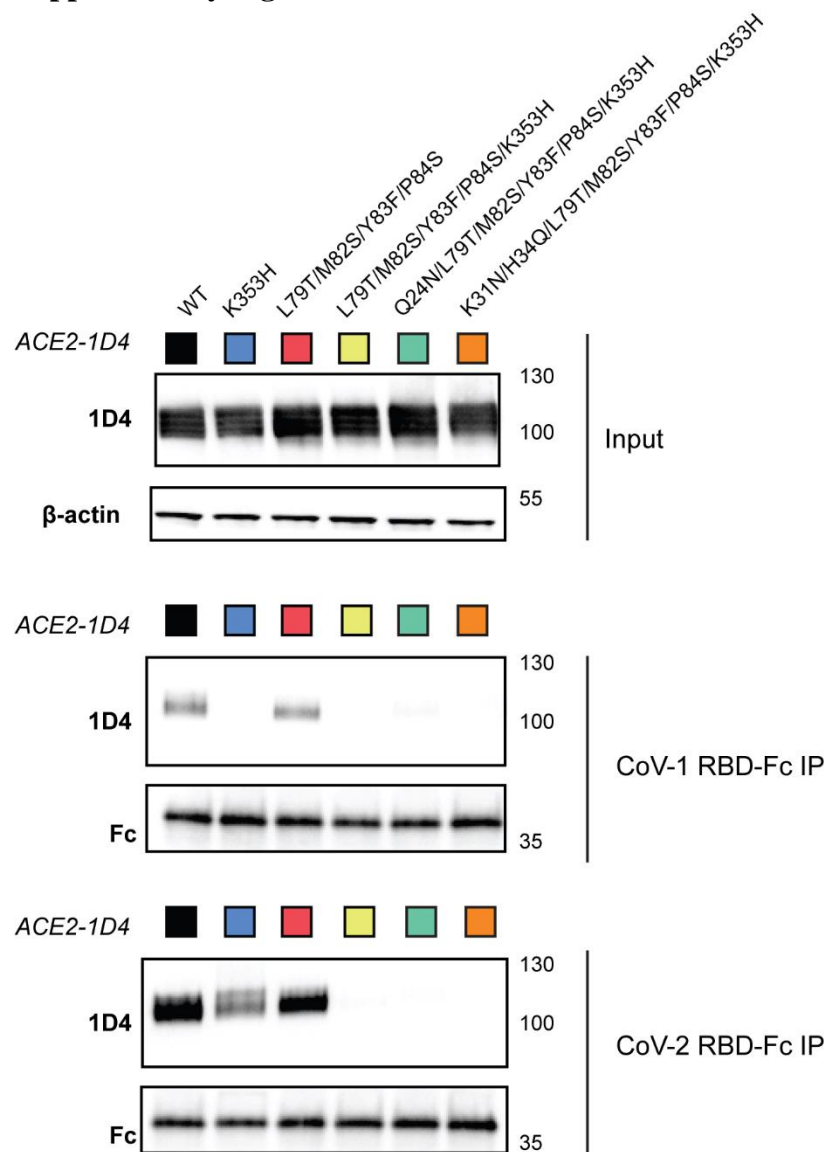 WT
K353H
L79T/M82S/Y83F/P84S
L79T/M82S/Y83F/P84S/K353H
Q24N/L79T/M82S/Y83F/P84S/K353H
K31N/H34Q/L79T/M82S/Y83F/P84S/K353H
ACE2-1D4
130
1D4
100
Input
55
β-actin
ACE2-1D4
130
1D4
100
CoV-1 RBD-Fc IP
Fc
35
ACE2-1D4
130
1D4
100
CoV-2 RBD-Fc IP
Fc
35